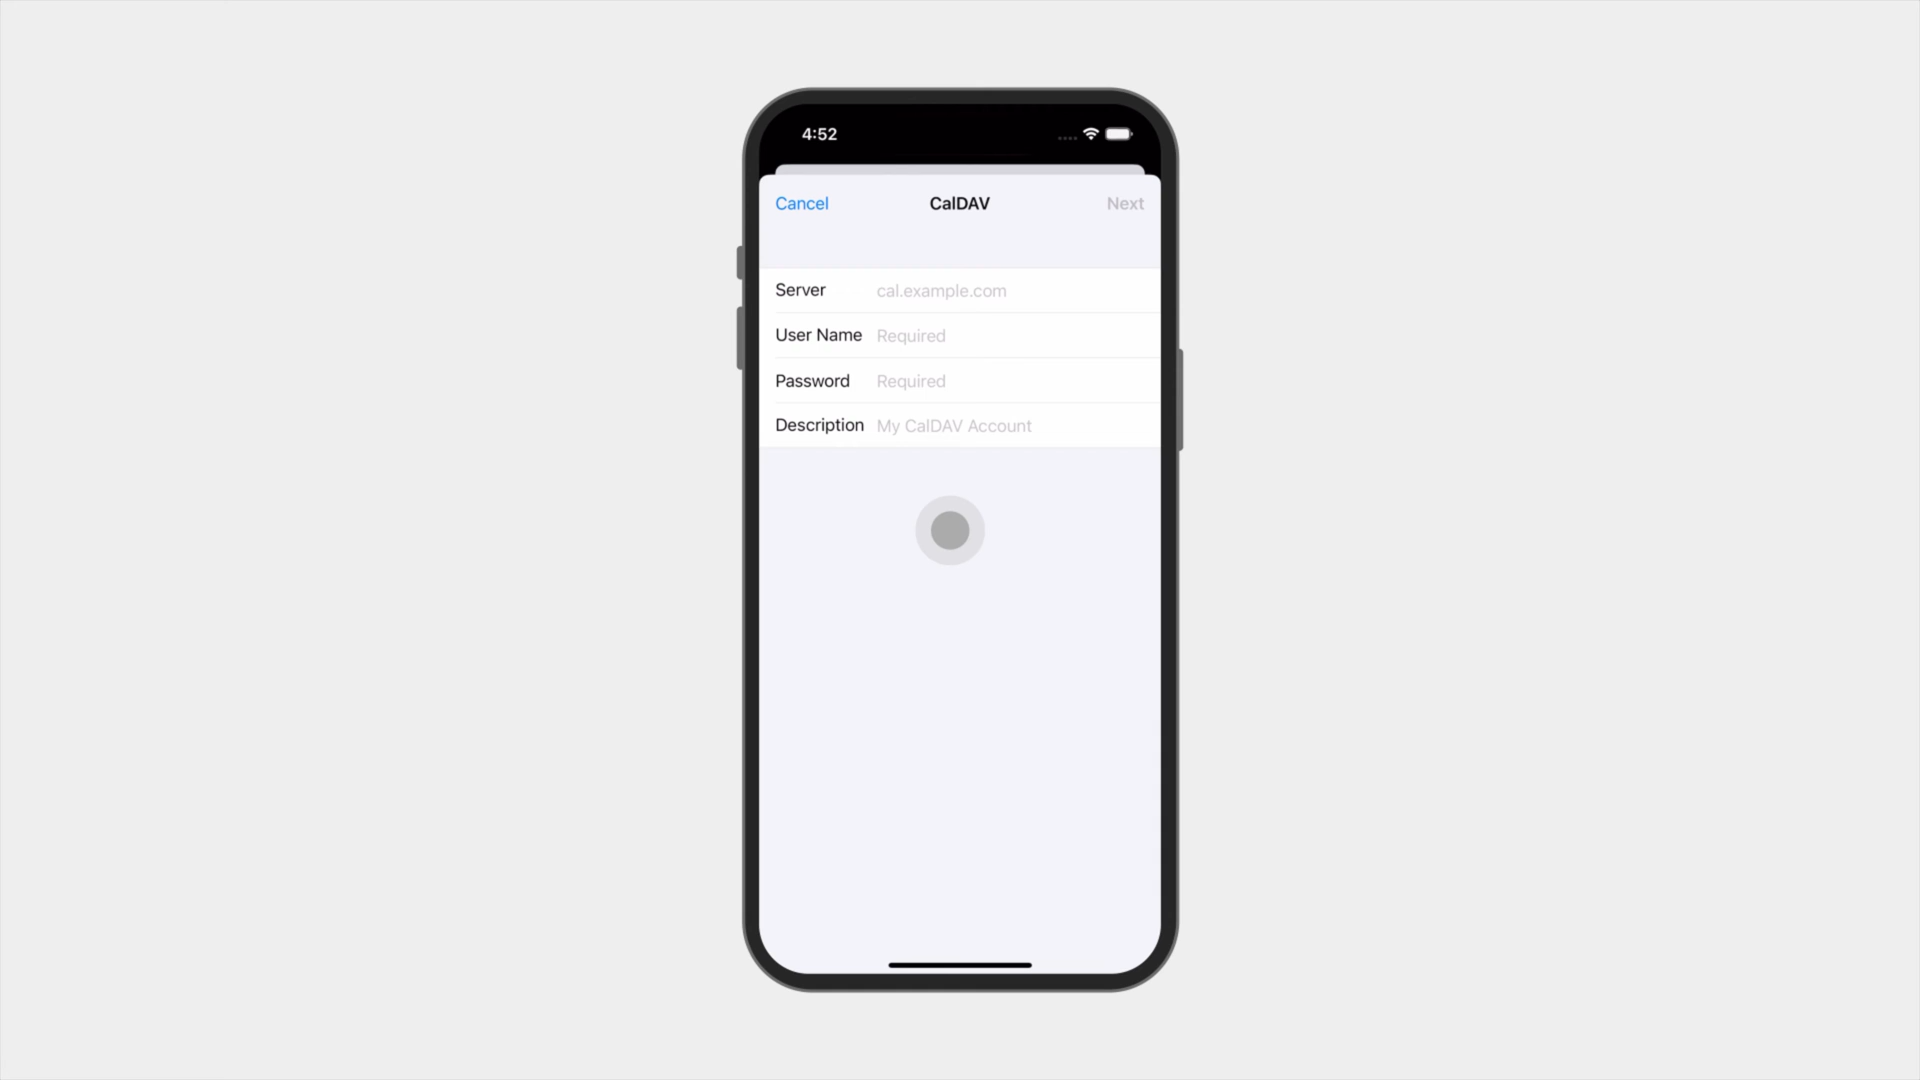 4:52
Cancel CalDAV Next
Server cal.example.com
User Name Required
Password Required
Description My CalDAV Account